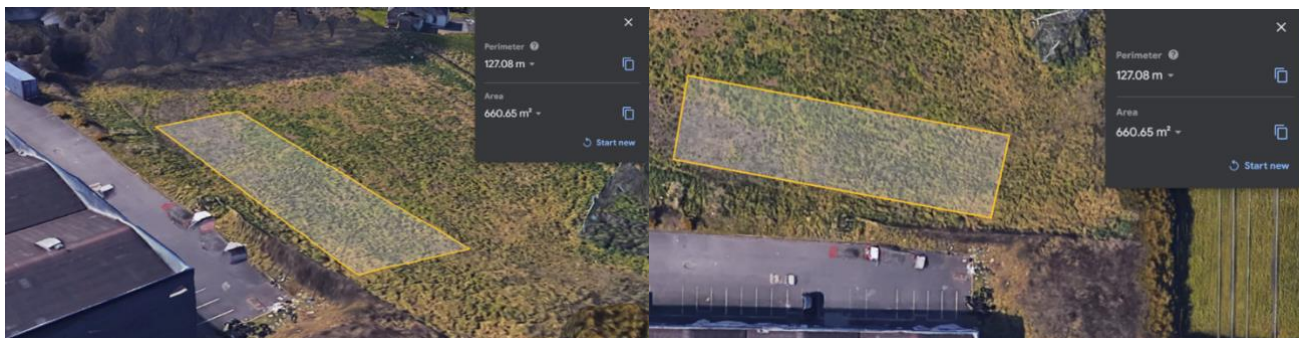 Perimeter
127.08 m
Area
660.65 m²
Start new
Perimeter
127.08 m
Area
660.65 m²
Start new